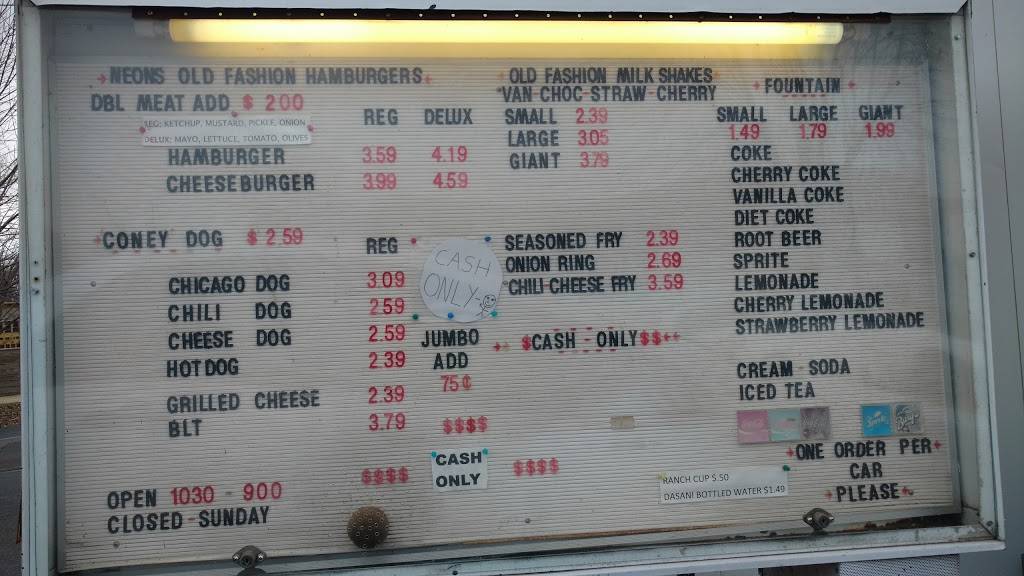 NEONS OLD FASHION HAMBURGERS
DBL MEAT ADD $ 2 00
REG: KETCHUP, MUSTARD, PICKLE, ONION
DELUX: MAYO, LETTUCE, TOMATO, OLIVES
REG DELUX
HAMBURGER 3.59 4.19
CHEESEBURGER 3.99 4.59
CONEY DOG $ 2.59
REG
CHICAGO DOG 3.09
CHILI DOG 2.59
CHEESE DOG 2.59
HOT DOG 2.39
GRILLED CHEESE 2.39
BLT 3.79
CASH
ONLY
JUMBO
ADD
75¢
$$$$
CASH
ONLY
$$$$ $$$$
OPEN 1030 - 900
CLOSED-SUNDAY
OLD FASHION MILK SHAKES
VAN-CHOC-STRAW-CHERRY
SMALL 2.39
LARGE 3.05
GIANT 3.79
SEASONED FRY 2.39
ONION RING 2.69
CHILI CHEESE FRY 3.59
$CASH - ONLY$$
FOUNTAIN
SMALL LARGE GIANT
1.49 1.79 1.99
COKE
CHERRY COKE
VANILLA COKE
DIET COKE
ROOT BEER
SPRITE
LEMONADE
CHERRY LEMONADE
STRAWBERRY LEMONADE
CREAM - SODA
ICED TEA
ONE ORDER PER
CAR
PLEASE
RANCH CUP $.50
DASANI BOTTLED WATER $1.49